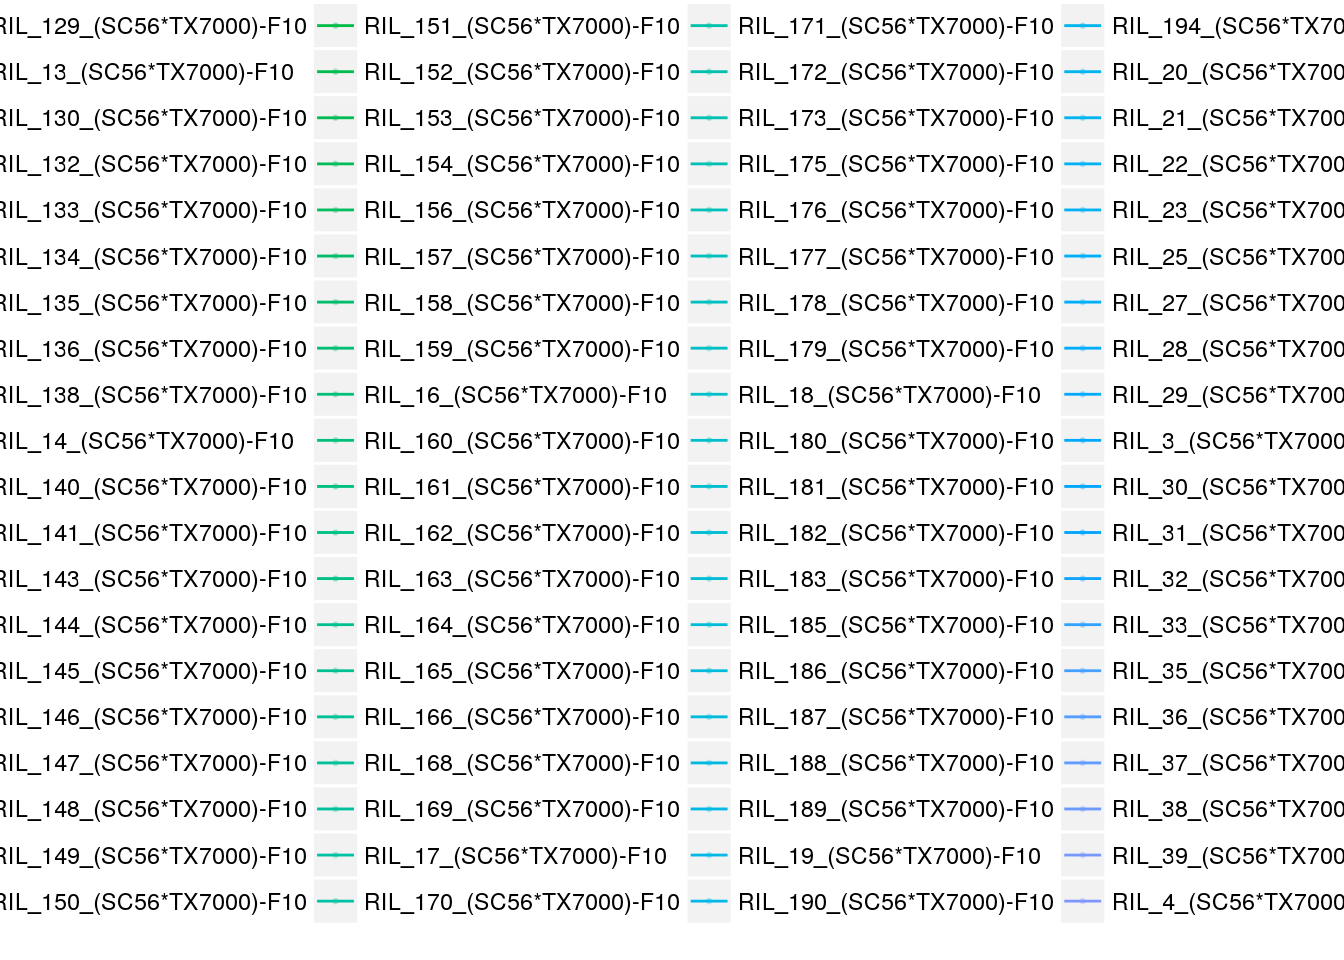 RIL_129_(SC56*TX7000)-F10 RIL_151_(SC56*TX7000)-F10 RIL_171_(SC56*TX7000)-F10 RIL_194_(SC56*TX70
RIL_13_(SC56*TX7000)-F10 RIL_152_(SC56*TX7000)-F10 RIL_172_(SC56*TX7000)-F10 RIL_20_(SC56*TX700
RIL_130_(SC56*TX7000)-F10 RIL_153_(SC56*TX7000)-F10 RIL_173_(SC56*TX7000)-F10 RIL_21_(SC56*TX700
RIL_132_(SC56*TX7000)-F10 RIL_154_(SC56*TX7000)-F10 RIL_175_(SC56*TX7000)-F10 RIL_22_(SC56*TX700
RIL_133_(SC56*TX7000)-F10 RIL_156_(SC56*TX7000)-F10 RIL_176_(SC56*TX7000)-F10 RIL_23_(SC56*TX700
RIL_134_(SC56*TX7000)-F10 RIL_157_(SC56*TX7000)-F10 RIL_177_(SC56*TX7000)-F10 RIL_25_(SC56*TX700
RIL_135_(SC56*TX7000)-F10 RIL_158_(SC56*TX7000)-F10 RIL_178_(SC56*TX7000)-F10 RIL_27_(SC56*TX700
RIL_136_(SC56*TX7000)-F10 RIL_159_(SC56*TX7000)-F10 RIL_179_(SC56*TX7000)-F10 RIL_28_(SC56*TX700
RIL_138_(SC56*TX7000)-F10 RIL_16_(SC56*TX7000)-F10 RIL_18_(SC56*TX7000)-F10 RIL_29_(SC56*TX700
RIL_14_(SC56*TX7000)-F10 RIL_160_(SC56*TX7000)-F10 RIL_180_(SC56*TX7000)-F10 RIL_3_(SC56*TX7000
RIL_140_(SC56*TX7000)-F10 RIL_161_(SC56*TX7000)-F10 RIL_181_(SC56*TX7000)-F10 RIL_30_(SC56*TX700
RIL_141_(SC56*TX7000)-F10 RIL_162_(SC56*TX7000)-F10 RIL_182_(SC56*TX7000)-F10 RIL_31_(SC56*TX700
RIL_143_(SC56*TX7000)-F10 RIL_163_(SC56*TX7000)-F10 RIL_183_(SC56*TX7000)-F10 RIL_32_(SC56*TX700
RIL_144_(SC56*TX7000)-F10 RIL_164_(SC56*TX7000)-F10 RIL_185_(SC56*TX7000)-F10 RIL_33_(SC56*TX700
RIL_145_(SC56*TX7000)-F10 RIL_165_(SC56*TX7000)-F10 RIL_186_(SC56*TX7000)-F10 RIL_35_(SC56*TX700
RIL_146_(SC56*TX7000)-F10 RIL_166_(SC56*TX7000)-F10 RIL_187_(SC56*TX7000)-F10 RIL_36_(SC56*TX700
RIL_147_(SC56*TX7000)-F10 RIL_168_(SC56*TX7000)-F10 RIL_188_(SC56*TX7000)-F10 RIL_37_(SC56*TX700
RIL_148_(SC56*TX7000)-F10 RIL_169_(SC56*TX7000)-F10 RIL_189_(SC56*TX7000)-F10 RIL_38_(SC56*TX700
RIL_149_(SC56*TX7000)-F10 RIL_17_(SC56*TX7000)-F10 RIL_19_(SC56*TX7000)-F10 RIL_39_(SC56*TX700
RIL_150_(SC56*TX7000)-F10 RIL_170_(SC56*TX7000)-F10 RIL_190_(SC56*TX7000)-F10 RIL_4_(SC56*TX7000